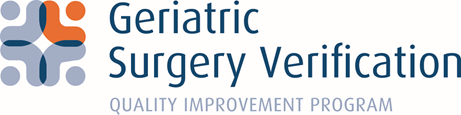 Geriatric
Surgery Verification
QUALITY IMPROVEMENT PROGRAM